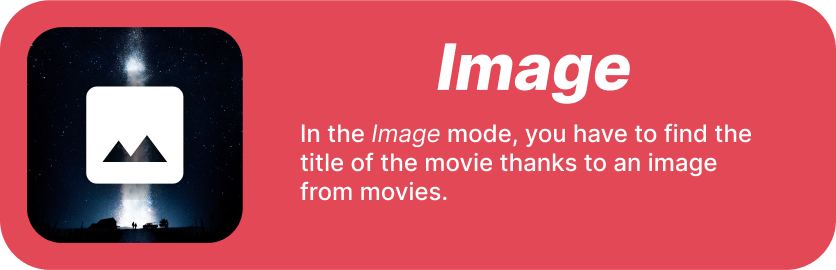 Image
In the Image mode, you have to find the
title of the movie thanks to an image
from movies.